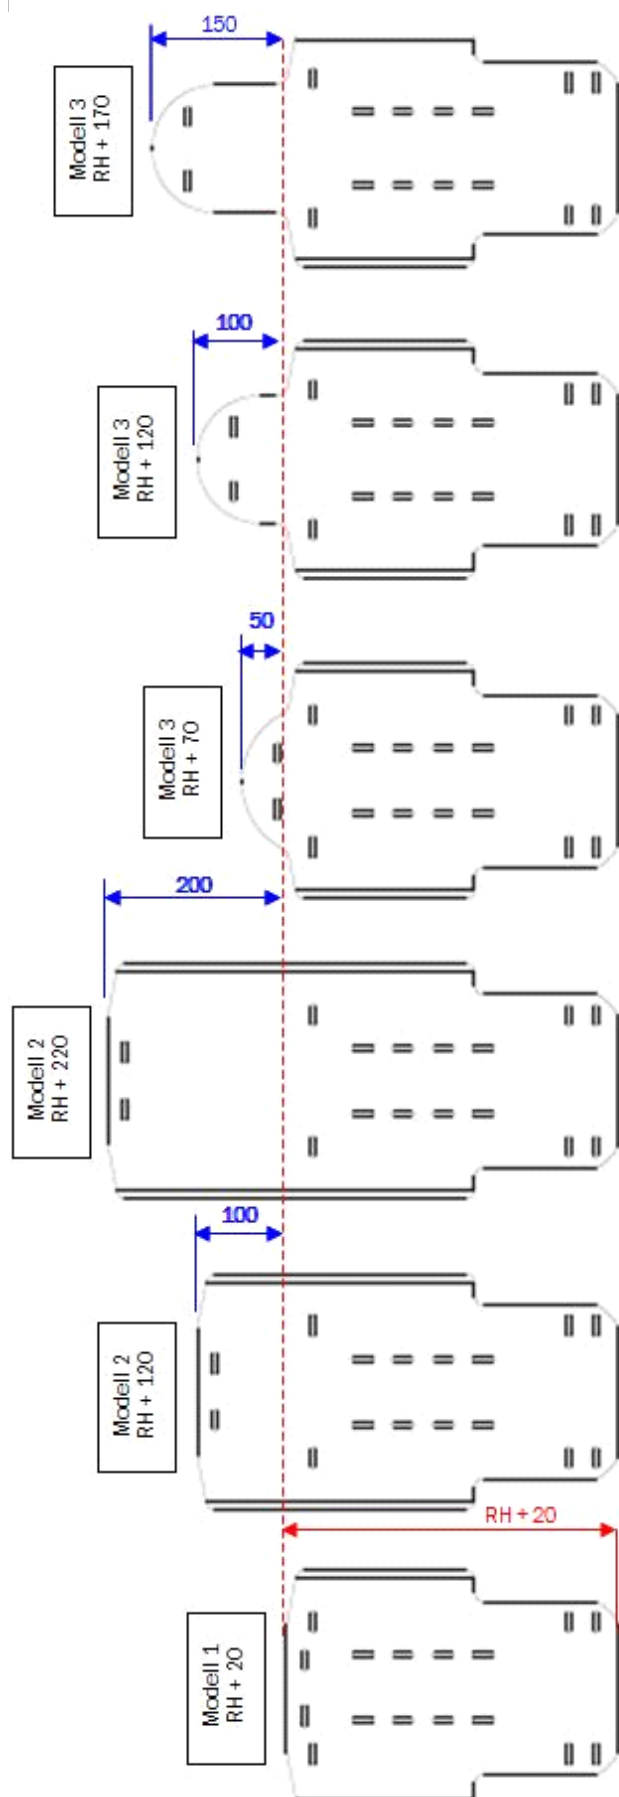 150
Modell 3
RH + 170
100
Modell 3
RH + 120
50
Modell 3
RH + 70
200
Modell 2
RH + 220
100
Modell 2
RH + 120
RH + 20
Modell 1
RH + 20